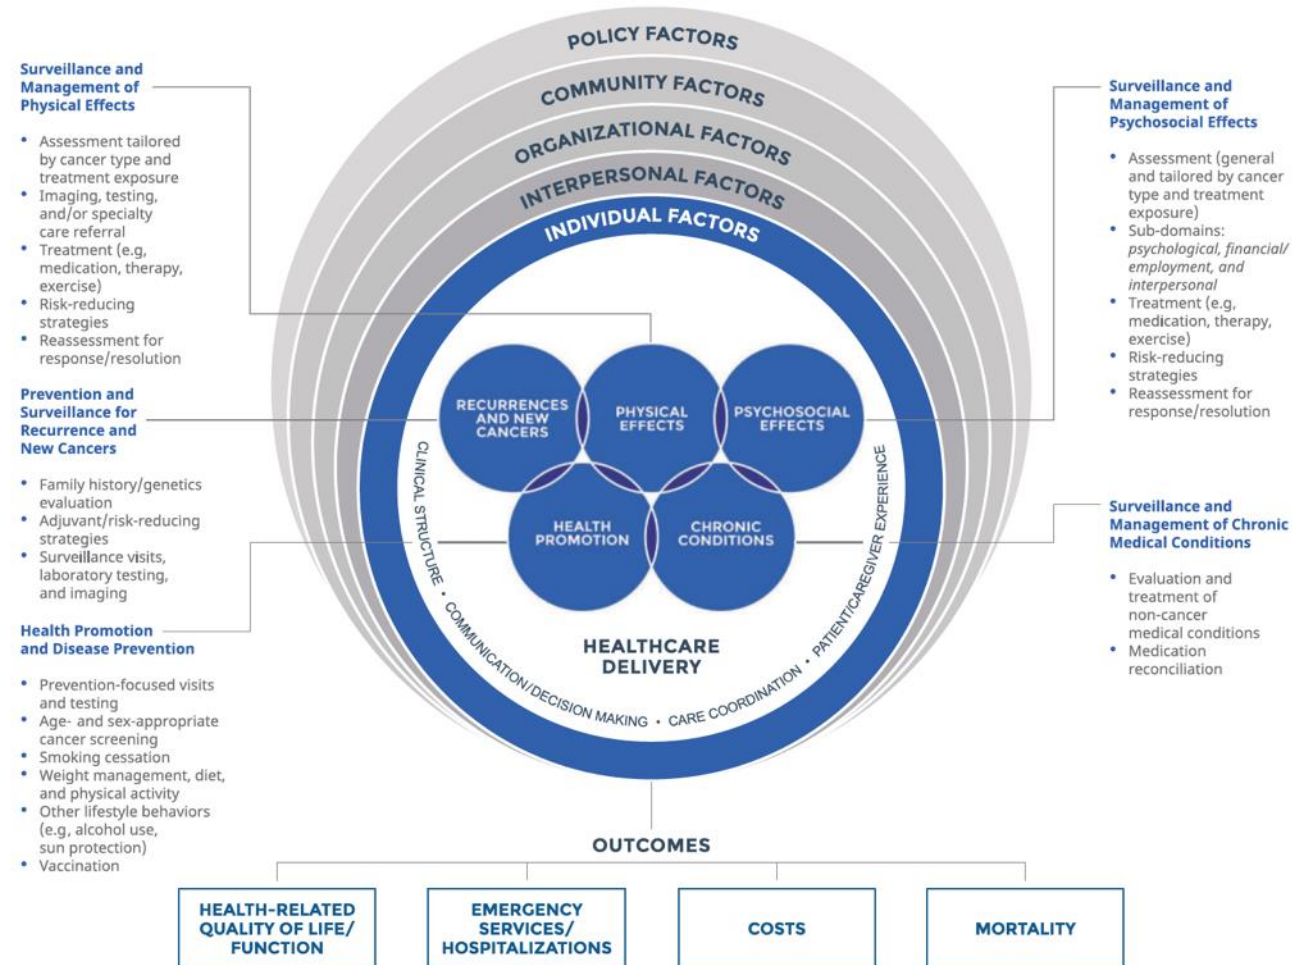 POLICY FACTORS
COMMUNITY FACTORS
ORGANIZATIONAL FACTORS
INTERPERSONAL FACTORS
INDIVIDUAL FACTORS
Surveillance and
Management of
Physical Effects
• Assessment tailored
by cancer type and
treatment exposure
• Imaging, testing,
and/or specialty
care referral
• Treatment (e.g,
medication, therapy,
exercise)
• Risk-reducing
strategies
• Reassessment for
response/resolution
Prevention and
Surveillance for
Recurrence and
New Cancers
• Family history/genetics
evaluation
• Adjuvant/risk-reducing
strategies
• Surveillance visits,
laboratory testing,
and imaging
Health Promotion
and Disease Prevention
• Prevention-focused visits
and testing
• Age- and sex-appropriate
cancer screening
• Smoking cessation
• Weight management, diet,
and physical activity
• Other lifestyle behaviors
(e.g, alcohol use,
sun protection)
• Vaccination
RECURRENCES
AND NEW
CANCERS
PHYSICAL
EFFECTS
PSYCHOSOCIAL
EFFECTS
HEALTH
PROMOTION
CHRONIC
CONDITIONS
HEALTHCARE
DELIVERY
CLINICAL STRUCTURE • COMMUNICATION/DECISION MAKING • CARE COORDINATION • PATIENT/CAREGIVER EXPERIENCE
Surveillance and
Management of
Psychosocial Effects
• Assessment (general
and tailored by cancer
type and treatment
exposure)
• Sub-domains:
psychological, financial/
employment, and
interpersonal
• Treatment (e.g,
medication, therapy,
exercise)
• Risk-reducing
strategies
• Reassessment for
response/resolution
Surveillance and
Management of Chronic
Medical Conditions
• Evaluation and
treatment of
non-cancer
medical conditions
• Medication
reconciliation
OUTCOMES
HEALTH-RELATED
QUALITY OF LIFE/
FUNCTION
EMERGENCY
SERVICES/
HOSPITALIZATIONS
COSTS
MORTALITY